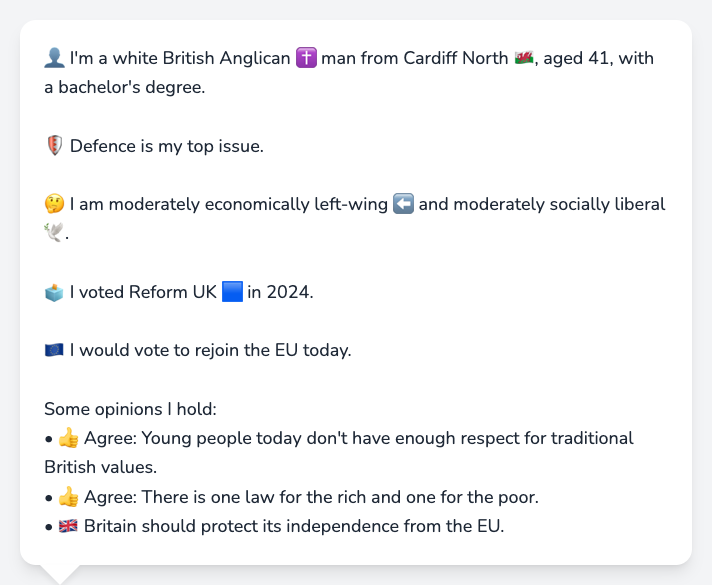 👤 I'm a white British Anglican ✝️ man from Cardiff North 🏴󠁧󠁢󠁷󠁬󠁳󠁿, aged 41, with
a bachelor's degree.
🛡️ Defence is my top issue.
🤔 I am moderately economically left-wing ⬅️ and moderately socially liberal
🕊️.
🗳️ I voted Reform UK 🟦 in 2024.
🇪🇺 I would vote to rejoin the EU today.
Some opinions I hold:
• 👍 Agree: Young people today don't have enough respect for traditional
British values.
• 👍 Agree: There is one law for the rich and one for the poor.
• 🇬🇧 Britain should protect its independence from the EU.